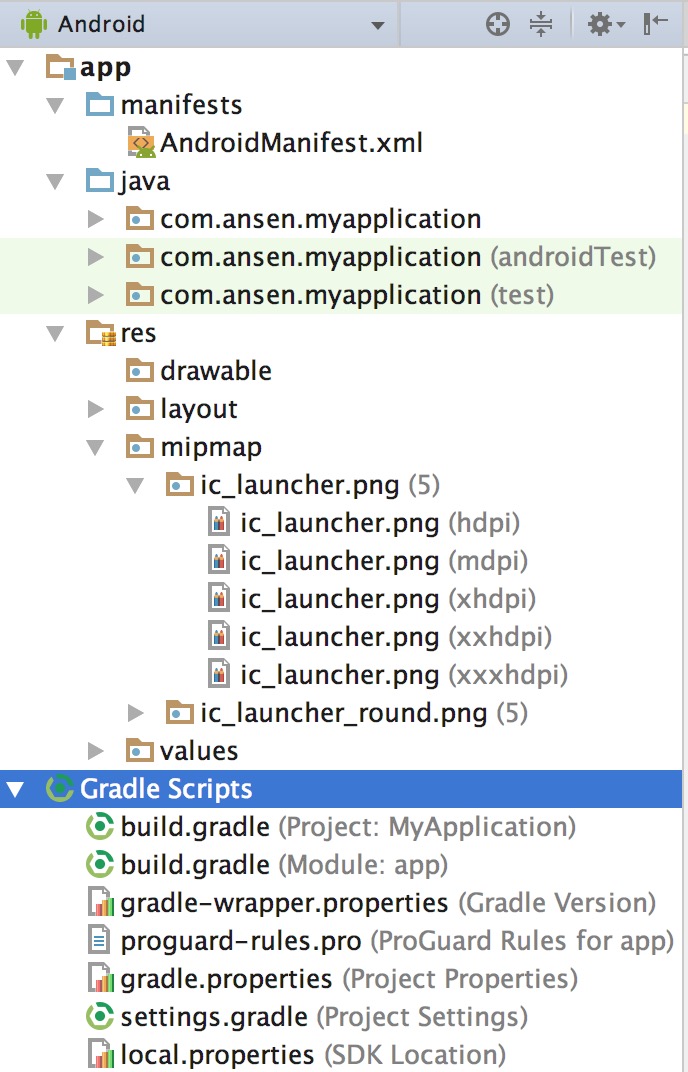 Android
app
manifests
AndroidManifest.xml
java
com.ansen.myapplication
com.ansen.myapplication (androidTest)
com.ansen.myapplication (test)
res
drawable
layout
mipmap
ic_launcher.png (5)
ic_launcher.png (hdpi)
ic_launcher.png (mdpi)
ic_launcher.png (xhdpi)
ic_launcher.png (xxhdpi)
ic_launcher.png (xxxhdpi)
ic_launcher_round.png (5)
values
Gradle Scripts
build.gradle (Project: MyApplication)
build.gradle (Module: app)
gradle-wrapper.properties (Gradle Version)
proguard-rules.pro (ProGuard Rules for app)
gradle.properties (Project Properties)
settings.gradle (Project Settings)
local.properties (SDK Location)